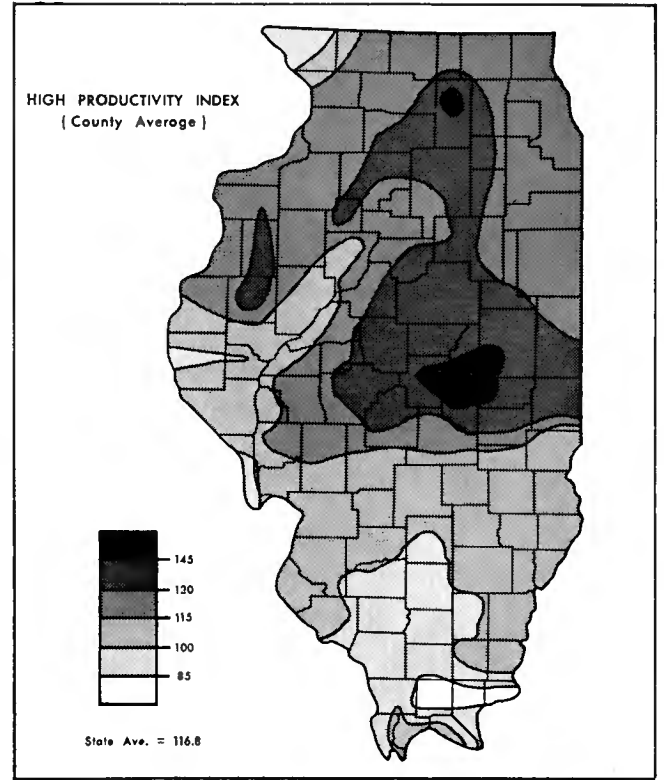 HIGH PRODUCTIVITY INDEX
( County Average )
145
120
115
100
85
State Ave. = 116.8